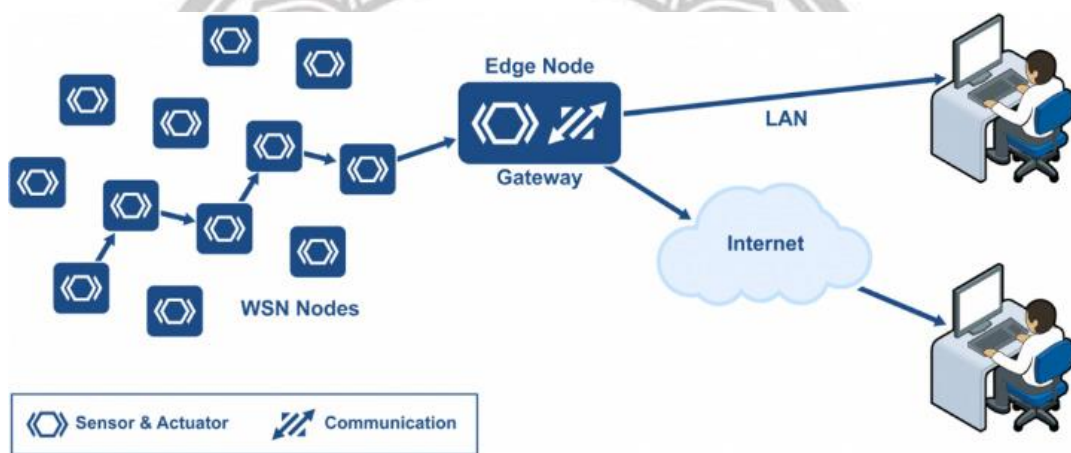 Edge Node
Gateway
LAN
Internet
WSN Nodes
Sensor & Actuator
Communication